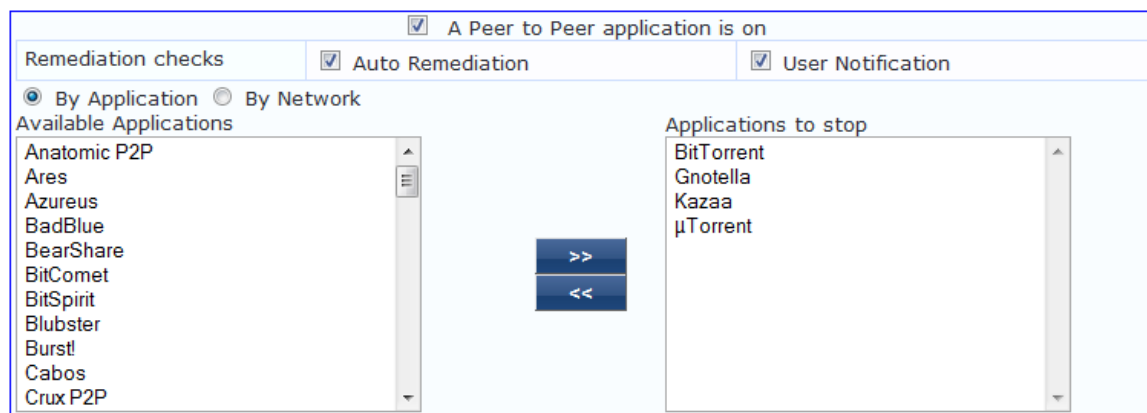 A Peer to Peer application is on
Remediation checks Auto Remediation User Notification
By Application By Network
Available Applications
Anatomic P2P
Ares
Azureus
BadBlue
BearShare
BitComet
BitSpirit
Blubster
Burst!
Cabos
Crux P2P
>>
<<
Applications to stop
BitTorrent
Gnotella
Kazaa
µTorrent